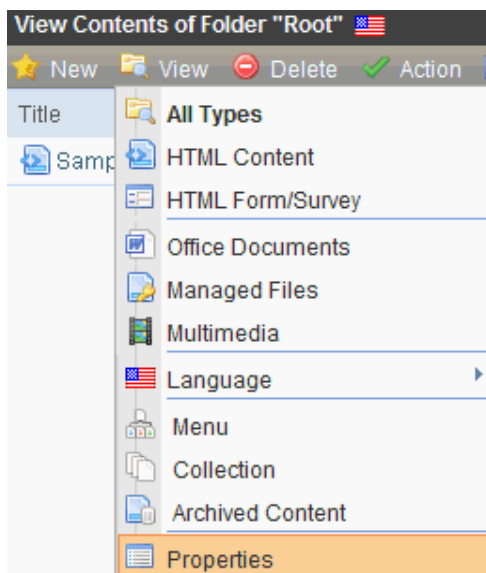 View Contents of Folder "Root"
New View Delete Action
Title
Samp
All Types
HTML Content
HTML Form/Survey
Office Documents
Managed Files
Multimedia
Language
Menu
Collection
Archived Content
Properties